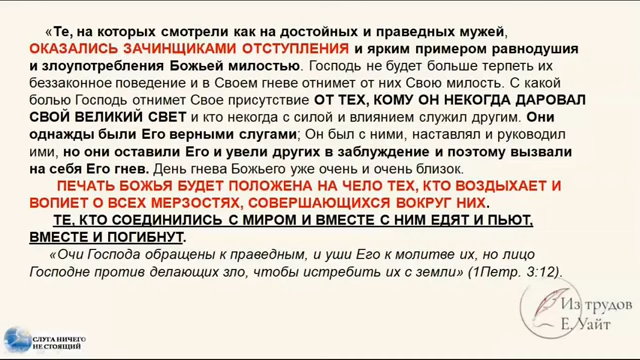 «Те, на которых смотрели как на достойных и праведных мужей,
ОКАЗАЛИСЬ ЗАЧИНЩИКАМИ ОТСТУПЛЕНИЯ и ярким примером равнодушия
и злоупотребления Божьей милостью. Господь не будет больше терпеть их
беззаконное поведение и в Своем гневе отнимет от них Свою милость. С какой
болью Господь отнимет Свое присутствие ОТ ТЕХ, КОМУ ОН НЕКОГДА ДАРОВАЛ
СВОЙ ВЕЛИКИЙ СВЕТ и кто некогда с силой и влиянием служил другим. Они
однажды были Его верными слугами; Он был с ними, наставлял и руководил
ими, но они оставили Его и увели других в заблуждение и поэтому вызвали
на себя Его гнев. День гнева Божьего уже очень и очень близок.
ПЕЧАТЬ БОЖЬЯ БУДЕТ ПОЛОЖЕНА НА ЧЕЛО ТЕХ, КТО ВОЗДЫХАЕТ И
ВОПИЕТ О ВСЕХ МЕРЗОСТЯХ, СОВЕРШАЮЩИХСЯ ВОКРУГ НИХ.
ТЕ, КТО СОЕДИНИЛИСЬ С МИРОМ И ВМЕСТЕ С НИМ ЕДЯТ И ПЬЮТ,
ВМЕСТЕ И ПОГИБНУТ.
«Очи Господа обращены к праведным, и уши Его к молитве их, но лицо
Господне против делающих зло, чтобы истребить их с земли» (1Петр. 3:12).
Из трудов
Е. Уайт
СЛУГА НИЧЕГО
НЕ СТОЯЩИЙ